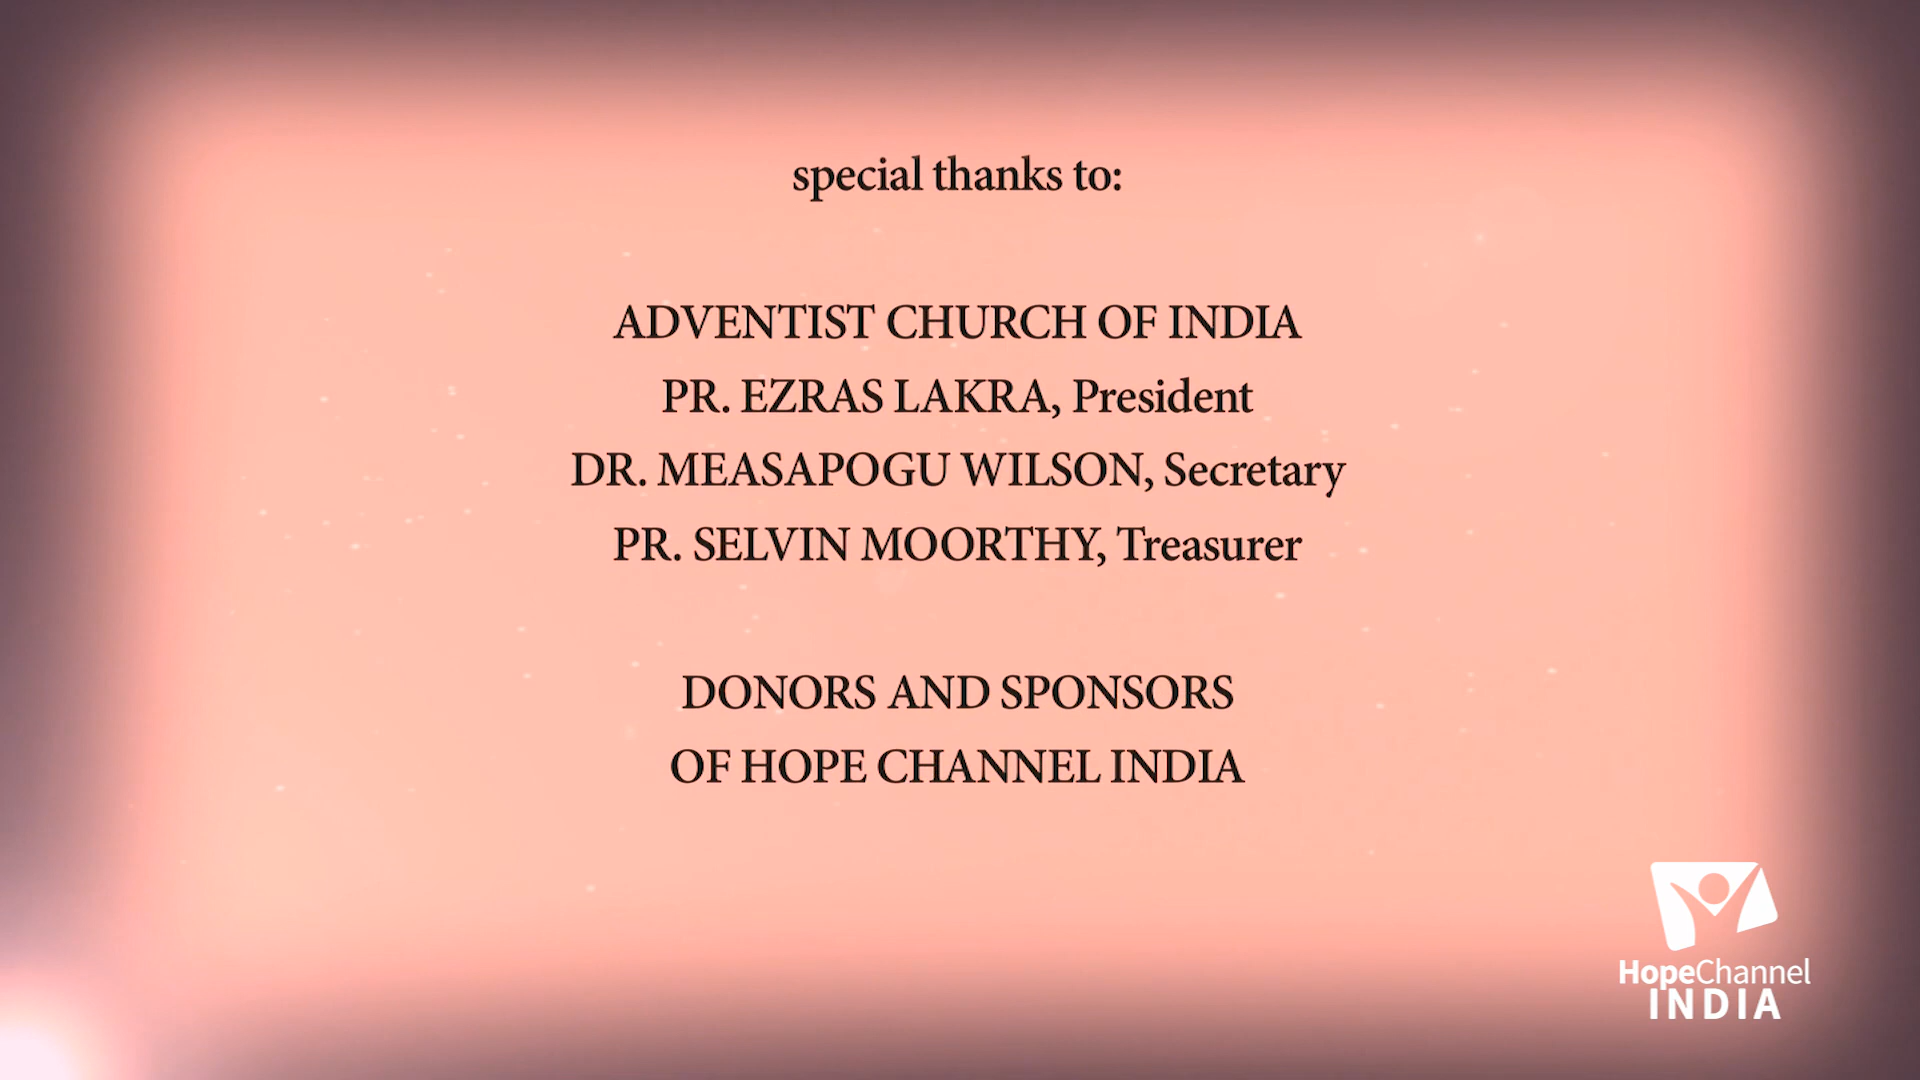 special thanks to:
ADVENTIST CHURCH OF INDIA
PR. EZRAS LAKRA, President
DR. MEASAPOGU WILSON, Secretary
PR. SELVIN MOORTHY, Treasurer
DONORS AND SPONSORS
OF HOPE CHANNEL INDIA
HopeChannel
INDIA